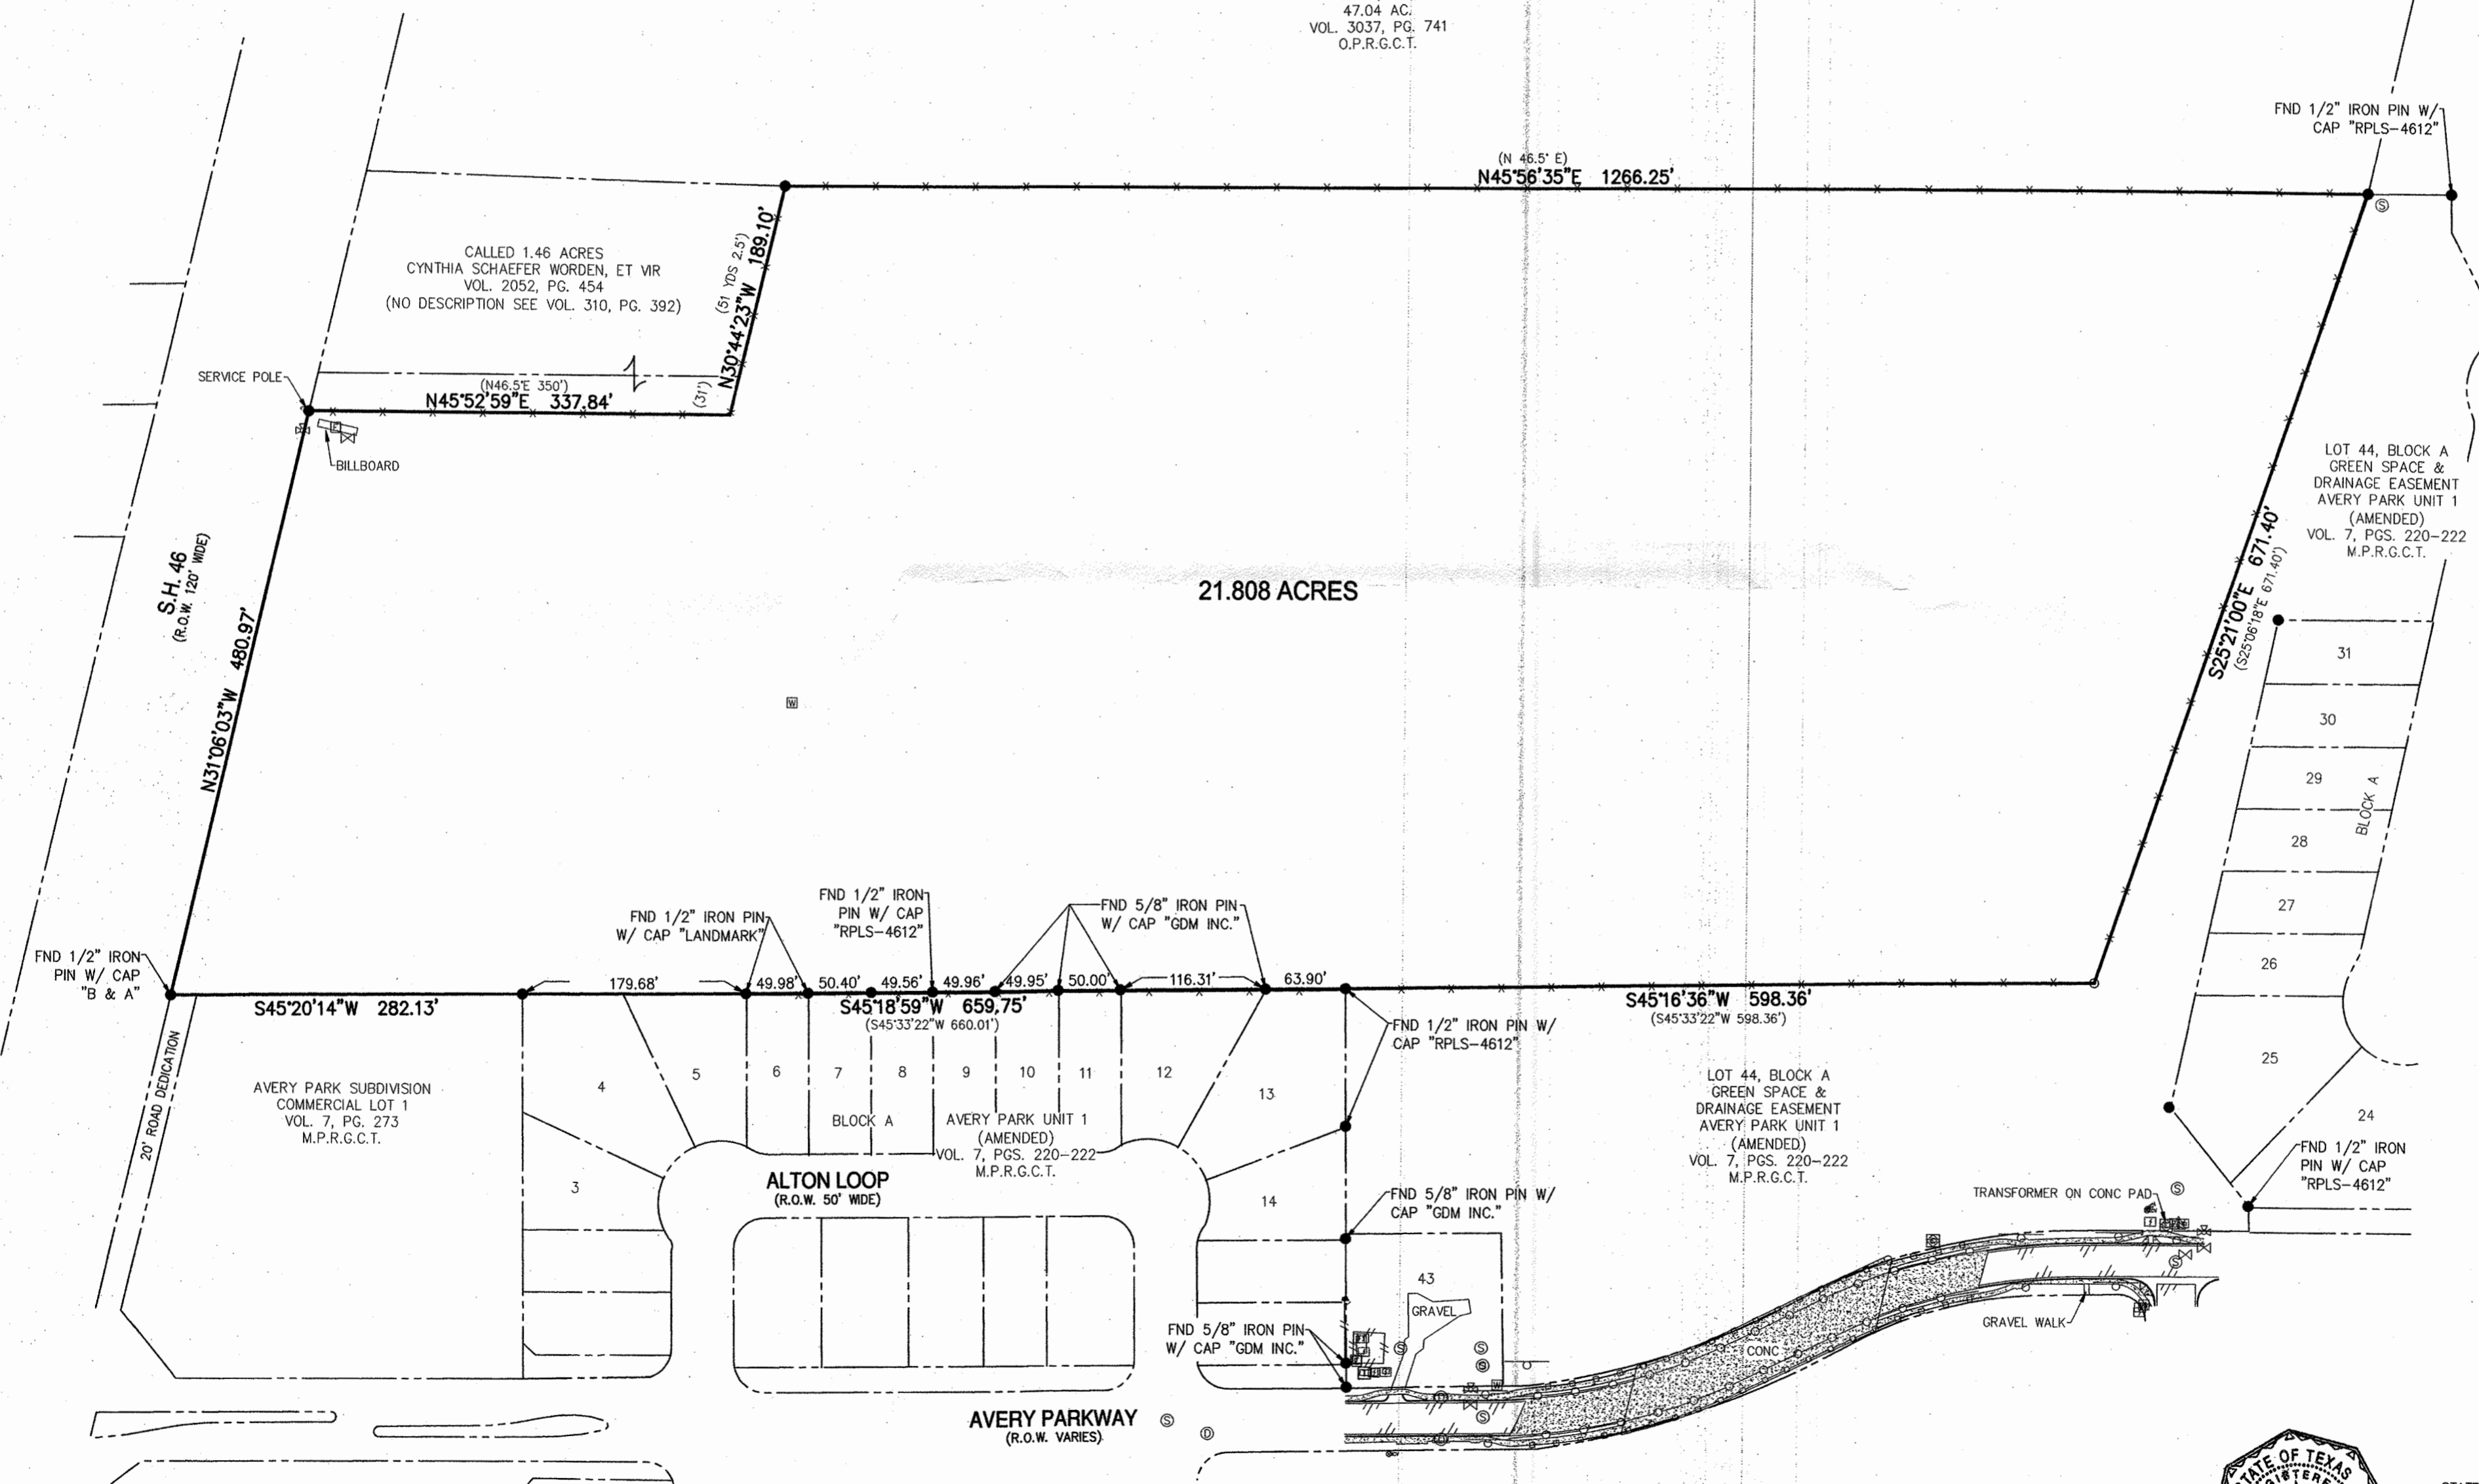 47.04 AC.
VOL. 3037, PG. 741
O.P.R.G.C.T.
FND 1/2" IRON PIN W/
CAP "RPLS-4612"
(N 46.5° E)
N45°56'35"E 1266.25'
CALLED 1.46 ACRES
CYNTHIA SCHAEFER WORDEN, ET VIR
VOL. 2052, PG. 454
(NO DESCRIPTION SEE VOL. 310, PG. 392)
(51 YDS 2.5')
N30°44'23"W 189.10'
(31')
SERVICE POLE
(N46.5°E 350')
N45°52'59"E 337.84'
BILLBOARD
S.H. 46
(R.O.W. 120' WIDE)
N31°06'03"W 480.97'
21.808 ACRES
W
S
LOT 44, BLOCK A
GREEN SPACE &
DRAINAGE EASEMENT
AVERY PARK UNIT 1
(AMENDED)
VOL. 7, PGS. 220-222
M.P.R.G.C.T.
S25°21'00"E 671.40'
(S25°06'18"E 671.40')
31
30
29
28
27
26
25
24
BLOCK A
FND 1/2" IRON
PIN W/ CAP
"B & A"
FND 1/2" IRON PIN
W/ CAP "LANDMARK"
FND 1/2" IRON
PIN W/ CAP
"RPLS-4612"
FND 5/8" IRON PIN
W/ CAP "GDM INC."
179.68'
49.98'
50.40'
49.56'
49.96'
49.95'
50.00'
116.31'
63.90'
S45°20'14"W 282.13'
S45°18'59"W 659.75'
(S45°33'22"W 660.01')
S45°16'36"W 598.36'
(S45°33'22"W 598.36')
FND 1/2" IRON PIN W/
CAP "RPLS-4612"
20' ROAD DEDICATION
AVERY PARK SUBDIVISION
COMMERCIAL LOT 1
VOL. 7, PG. 273
M.P.R.G.C.T.
3
4
5
6
7
8
9
10
11
12
13
14
BLOCK A
AVERY PARK UNIT 1
(AMENDED)
VOL. 7, PGS. 220-222
M.P.R.G.C.T.
ALTON LOOP
(R.O.W. 50' WIDE)
LOT 44, BLOCK A
GREEN SPACE &
DRAINAGE EASEMENT
AVERY PARK UNIT 1
(AMENDED)
VOL. 7, PGS. 220-222
M.P.R.G.C.T.
FND 5/8" IRON PIN W/
CAP "GDM INC."
FND 1/2" IRON
PIN W/ CAP
"RPLS-4612"
TRANSFORMER ON CONC PAD
S
43
GRAVEL
FND 5/8" IRON PIN
W/ CAP "GDM INC."
GRAVEL WALK
CONC
AVERY PARKWAY
(R.O.W. VARIES)
S
D
STATE OF TEXAS